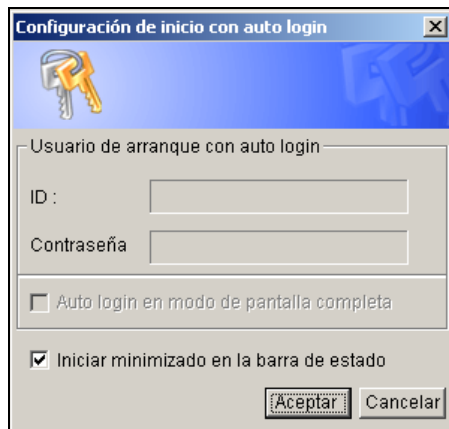 Configuración de inicio con auto login
Usuario de arranque con auto login
ID :
Contraseña
Auto login en modo de pantalla completa
Iniciar minimizado en la barra de estado
Aceptar Cancelar